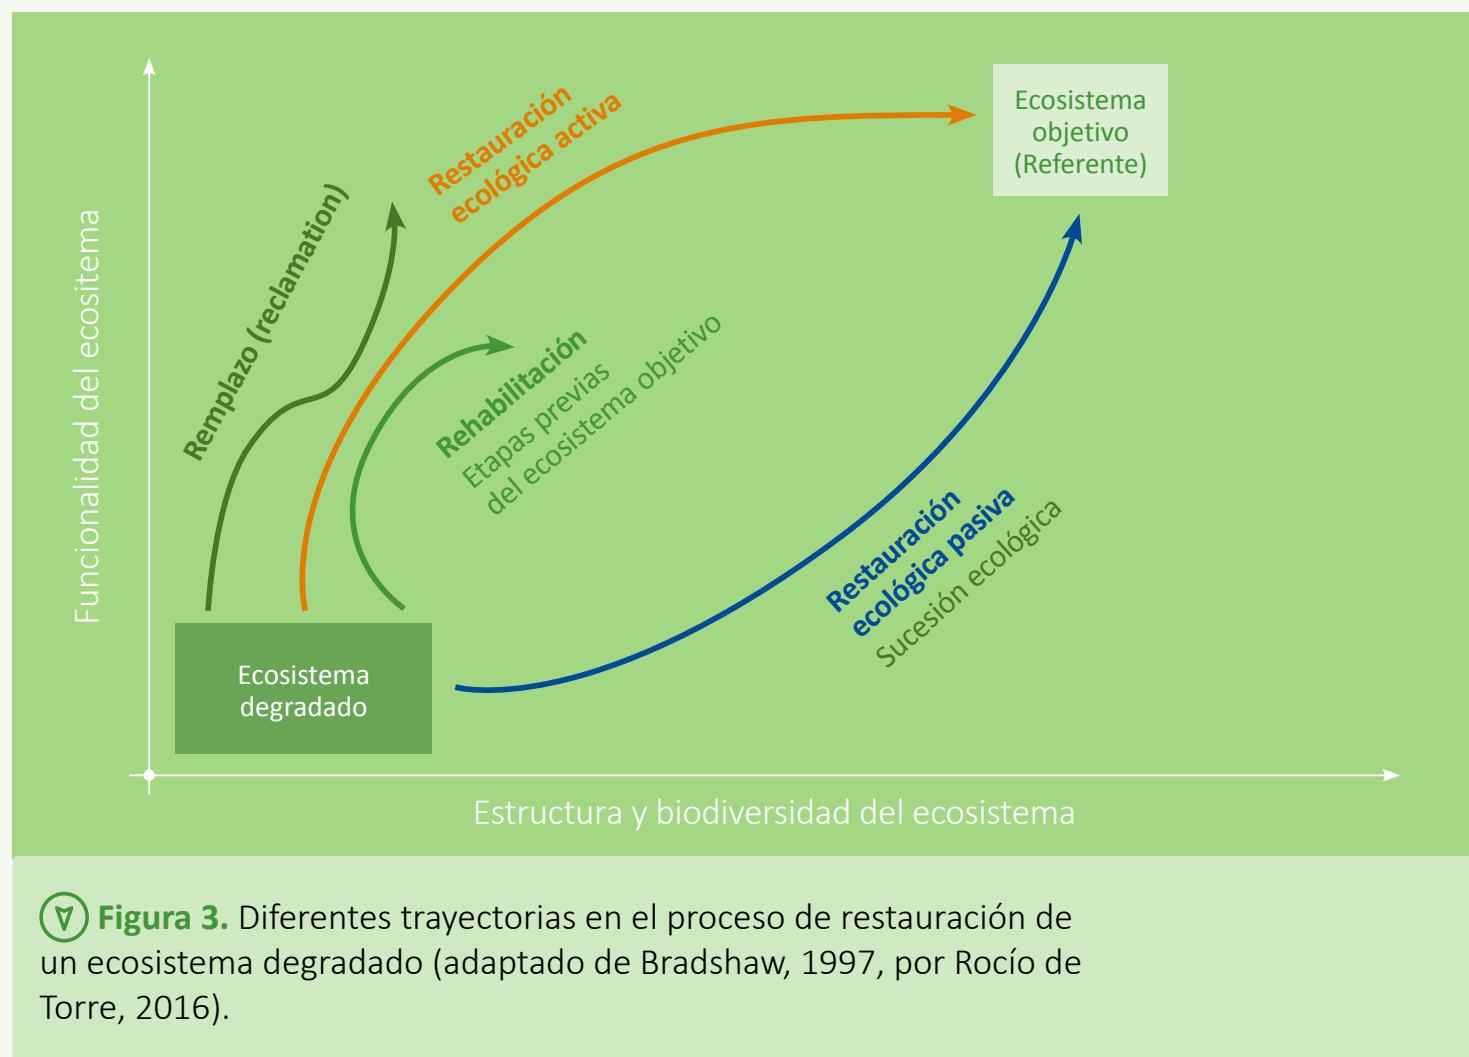 Funcionalidad del ecositema
Remplazo (reclamation)
Restauración
ecológica activa
Ecosistema
objetivo
(Referente)
Rehabilitación
Etapas previas
del ecosistema objetivo
Restauración
ecológica pasiva
Sucesión ecológica
Ecosistema
degradado
Estructura y biodiversidad del ecosistema
Figura 3. Diferentes trayectorias en el proceso de restauración de
un ecosistema degradado (adaptado de Bradshaw, 1997, por Rocío de
Torre, 2016).